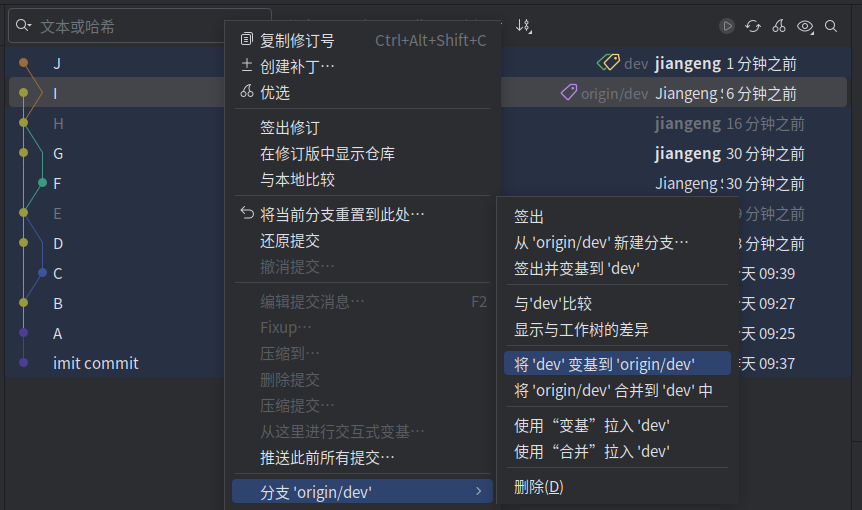 文本或哈希
J dev jiangeng 1 分钟之前
I origin/dev Jiangeng 6 分钟之前
H jiangeng 16 分钟之前
G jiangeng 30 分钟之前
F Jiangeng 30 分钟之前
E 分钟之前
D 分钟之前
C 天 09:39
B 天 09:27
A 天 09:25
imit commit 天 09:37
复制修订号 Ctrl+Alt+Shift+C
创建补丁…
优选
签出修订
在修订版中显示仓库
与本地比较
将当前分支重置到此处…
还原提交
撤消提交…
编辑提交消息… F2
Fixup…
压缩到…
删除提交
压缩提交…
从这里进行交互式变基…
推送此前所有提交…
分支 'origin/dev'
签出
从 'origin/dev' 新建分支…
签出并变基到 'dev'
与'dev'比较
显示与工作树的差异
将 'dev' 变基到 'origin/dev'
将 'origin/dev' 合并到 'dev' 中
使用“变基”拉入 'dev'
使用“合并”拉入 'dev'
删除(D)